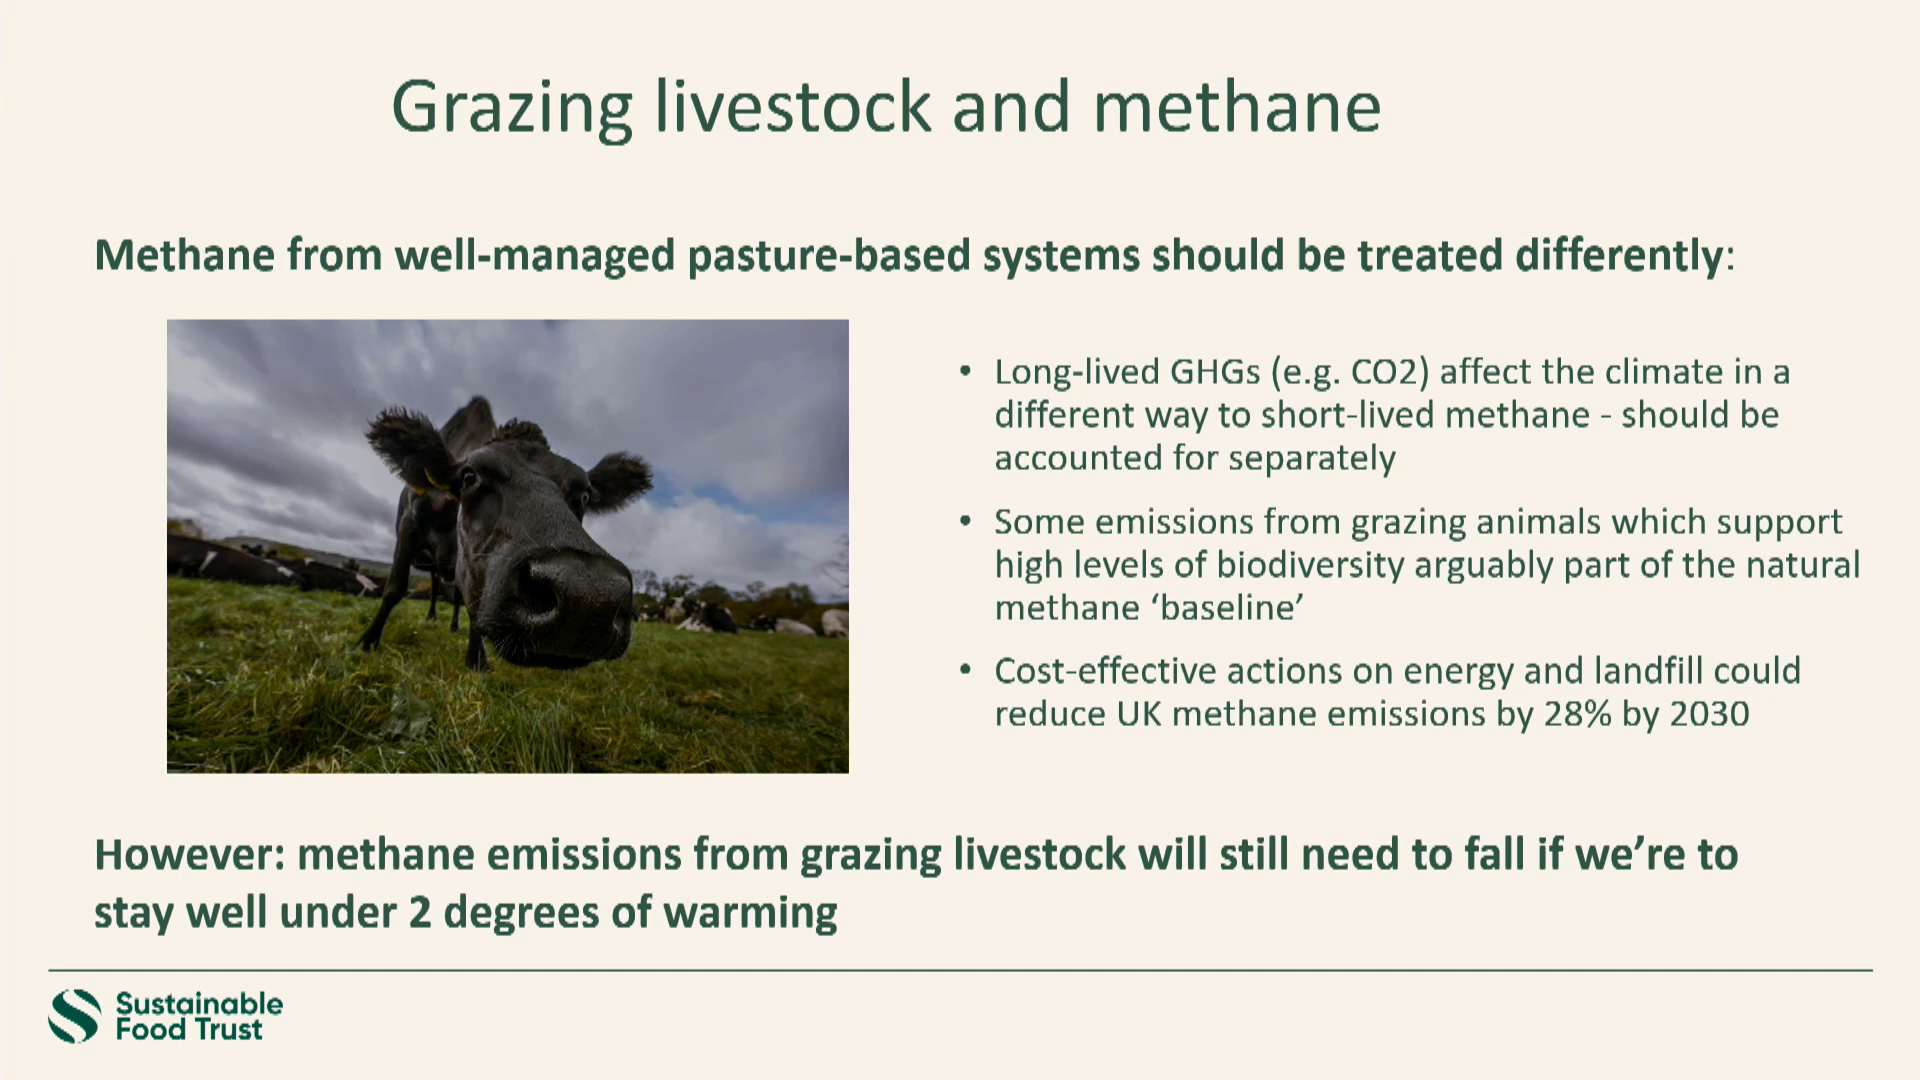 Grazing livestock and methane
Methane from well-managed pasture-based systems should be treated differently:
• Long-lived GHGs (e.g. CO2) affect the climate in a
different way to short-lived methane - should be
accounted for separately
• Some emissions from grazing animals which support
high levels of biodiversity arguably part of the natural
methane ‘baseline’
• Cost-effective actions on energy and landfill could
reduce UK methane emissions by 28% by 2030
However: methane emissions from grazing livestock will still need to fall if we’re to
stay well under 2 degrees of warming
Sustainable
Food Trust